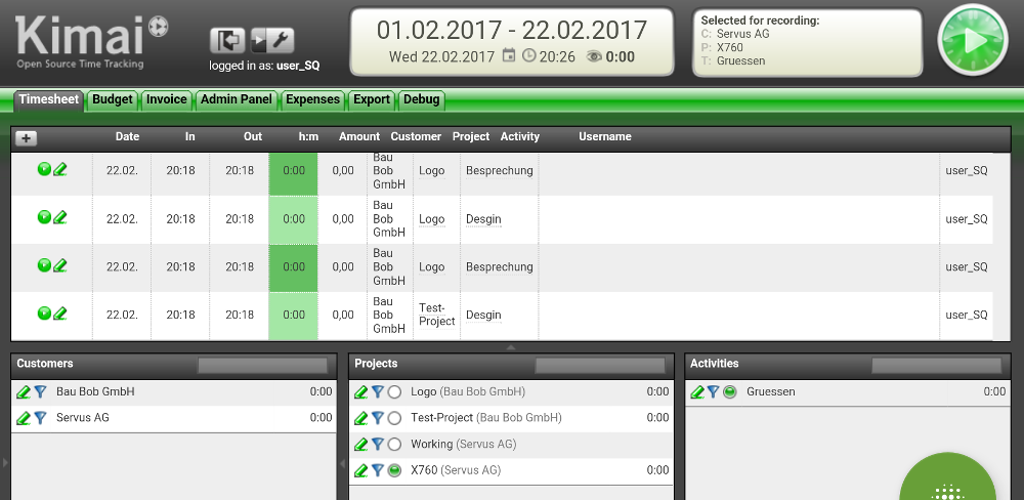 Kimai
Open Source Time Tracking
logged in as: user_SQ
01.02.2017 - 22.02.2017
Wed 22.02.2017 20:26 0:00
Selected for recording:
C: Servus AG
P: X760
T: Gruessen
Timesheet Budget Invoice Admin Panel Expenses Export Debug
+ Date In Out h:m Amount Customer Project Activity Username
22.02. 20:18 20:18 0:00 0,00 Bau Bob GmbH Logo Besprechung user_SQ
22.02. 20:18 20:18 0:00 0,00 Bau Bob GmbH Logo Desgin user_SQ
22.02. 20:18 20:18 0:00 0,00 Bau Bob GmbH Logo Besprechung user_SQ
22.02. 20:18 20:18 0:00 0,00 Bau Bob GmbH Test-Project Desgin user_SQ
Customers
Bau Bob GmbH 0:00
Servus AG 0:00
Projects
Logo (Bau Bob GmbH) 0:00
Test-Project (Bau Bob GmbH) 0:00
Working (Servus AG)
X760 (Servus AG) 0:00
Activities
Gruessen 0:00